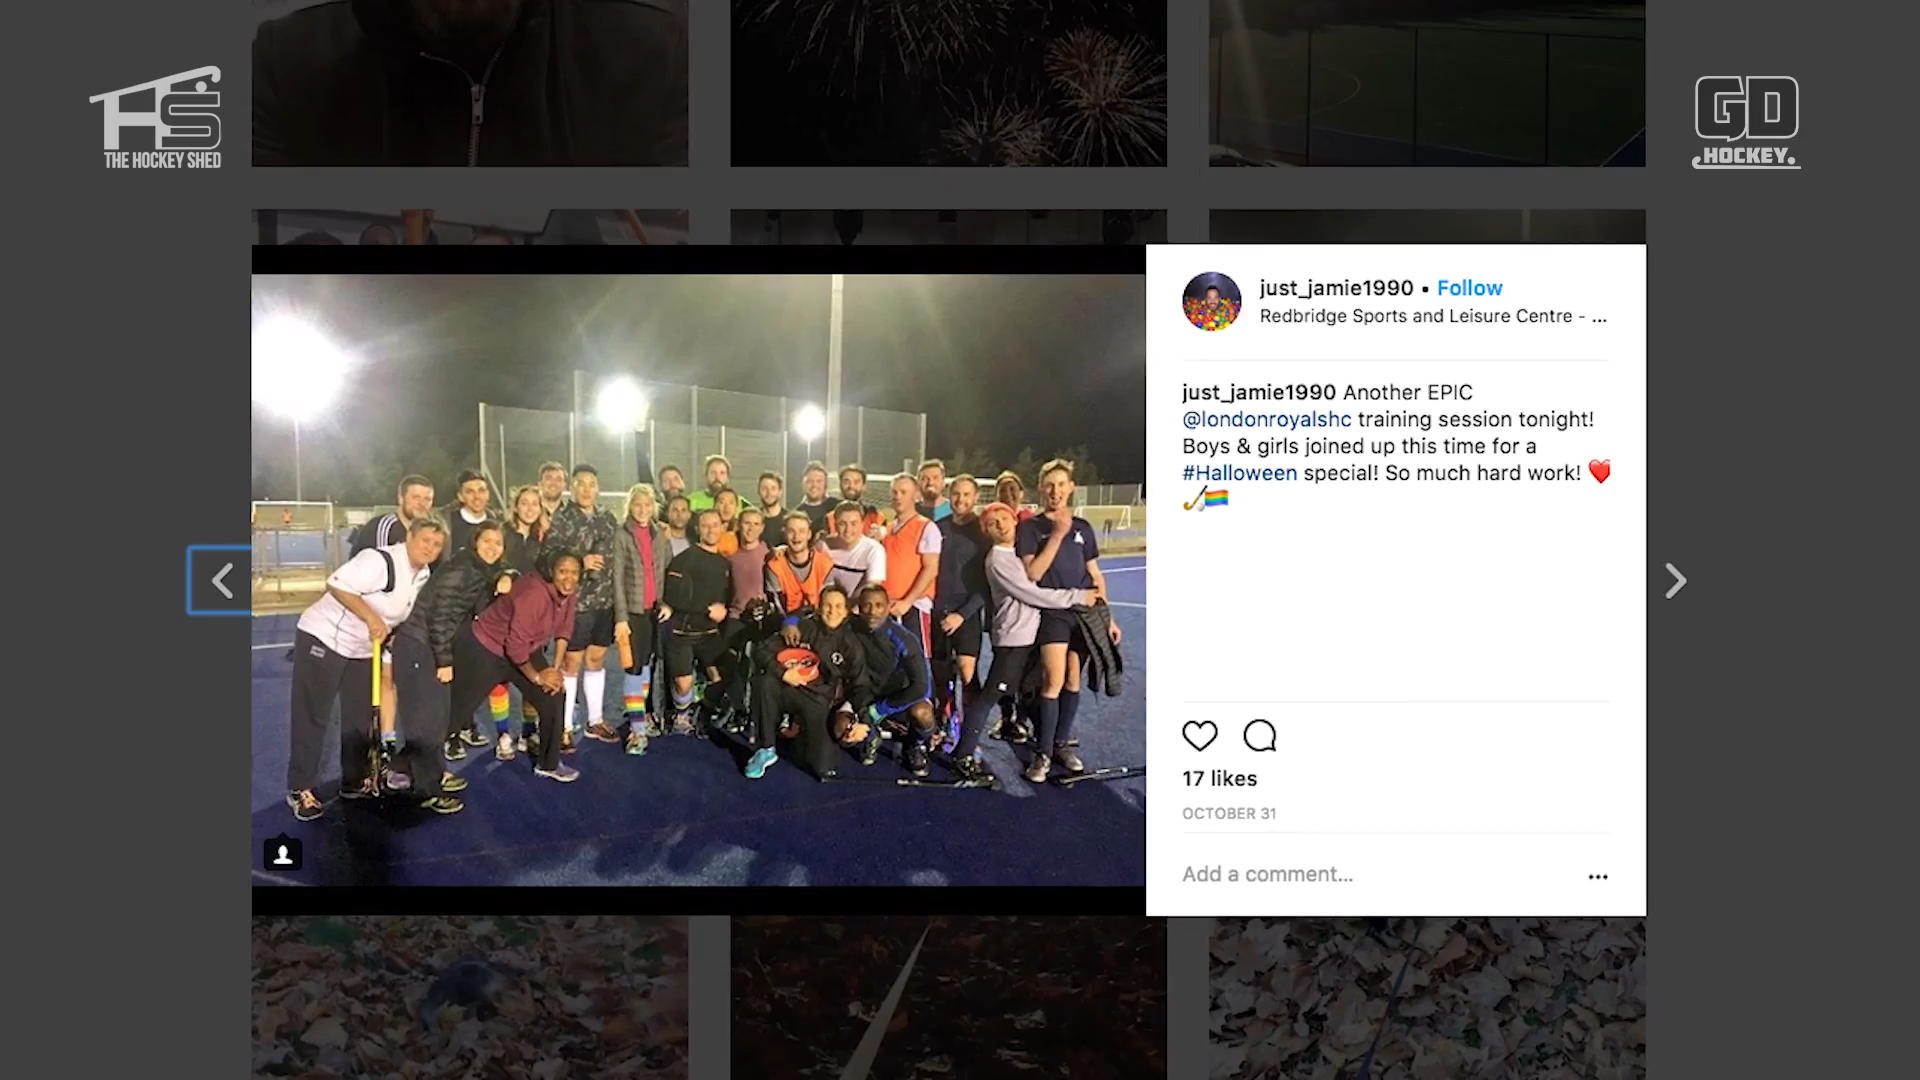 HS
THE HOCKEY SHED
GD
HOCKEY.
just_jamie1990 • Follow
Redbridge Sports and Leisure Centre - ...
just_jamie1990 Another EPIC
@londonroyalshc training session tonight!
Boys & girls joined up this time for a
#Halloween special! So much hard work! ❤️
🏑🏳️‍🌈
17 likes
OCTOBER 31
Add a comment...